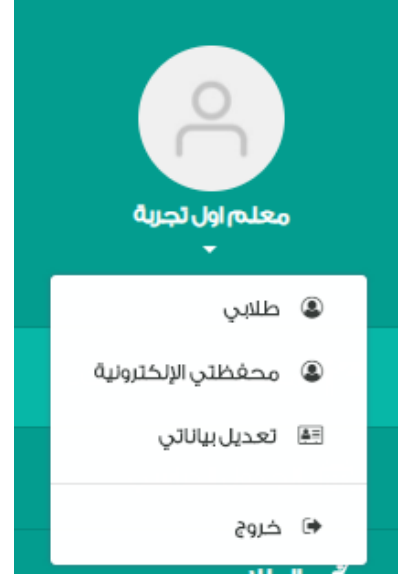 معلم اول تجربة
طلابي
محفظتي الإلكترونية
تعديل بياناتي
خروج